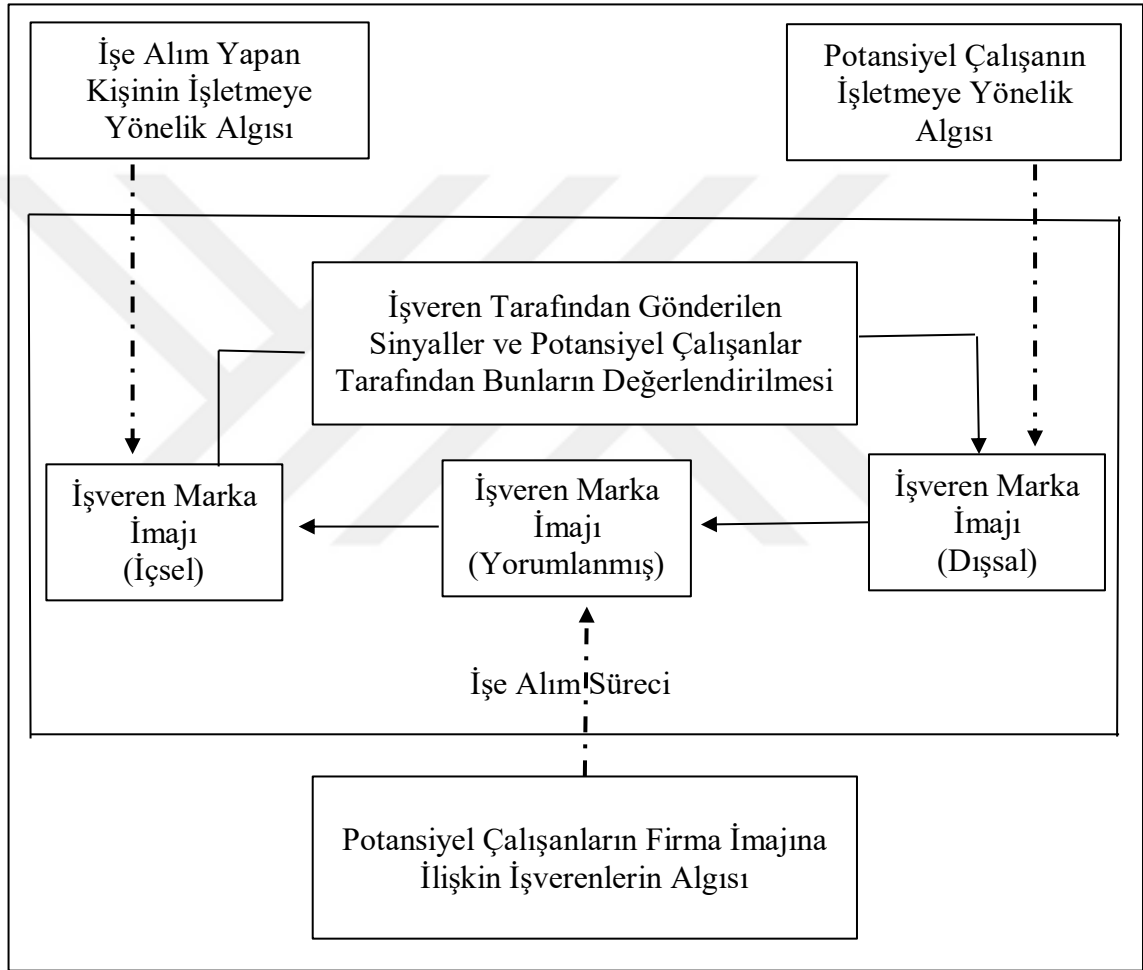 İşe Alım Yapan
Kişinin İşletmeye
Yönelik Algısı
Potansiyel Çalışanın
İşletmeye Yönelik
Algısı
İşveren Tarafından Gönderilen
Sinyaller ve Potansiyel Çalışanlar
Tarafından Bunların Değerlendirilmesi
İşveren Marka
İmajı
(İçsel)
İşveren Marka
İmajı
(Yorumlanmış)
İşveren Marka
İmajı
(Dışsal)
İşe Alım Süreci
Potansiyel Çalışanların Firma İmajına
İlişkin İşverenlerin Algısı